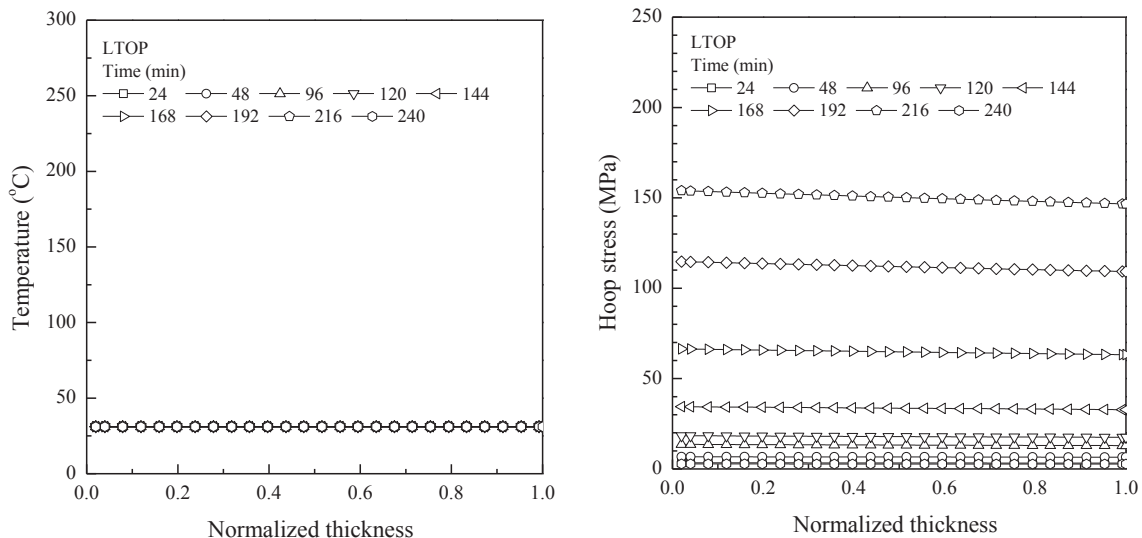 300
250
200
150
100
50
0
Temperature (°C)
LTOP
Time (min)
24 48 96 120 144
168 192 216 240
0.0 0.2 0.4 0.6 0.8 1.0
Normalized thickness
250
200
150
100
50
0
Hoop stress (MPa)
LTOP
Time (min)
24 48 96 120 144
168 192 216 240
0.0 0.2 0.4 0.6 0.8 1.0
Normalized thickness